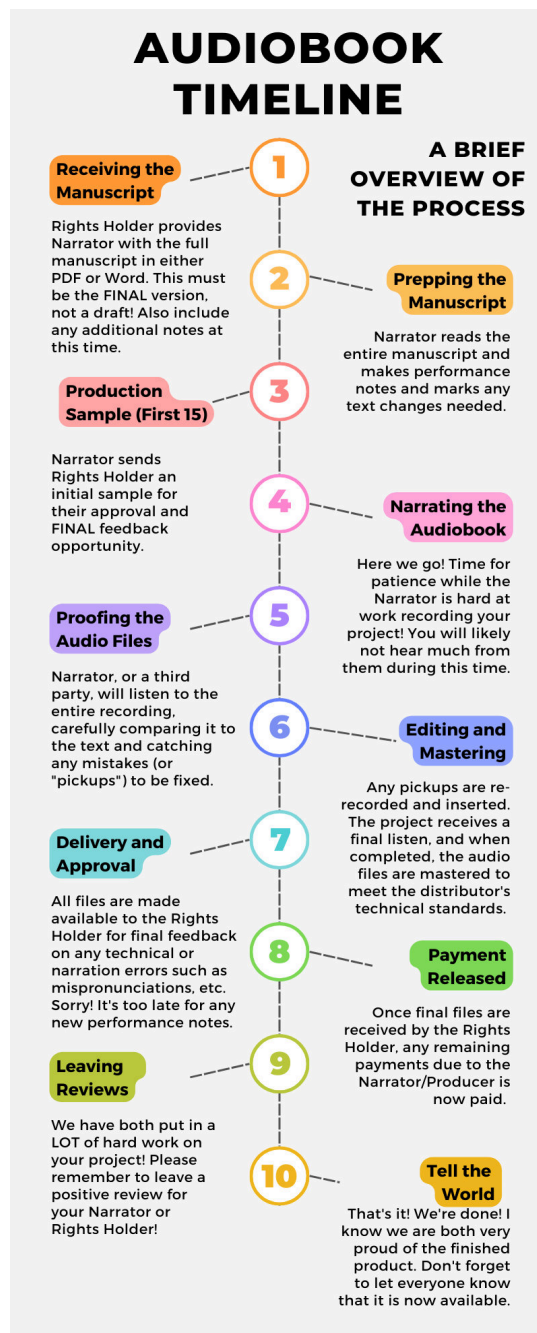 AUDIOBOOK
TIMELINE
A BRIEF
OVERVIEW OF
THE PROCESS
1
Receiving the
Manuscript
Rights Holder provides
Narrator with the full
manuscript in either
PDF or Word. This must
be the FINAL version,
not a draft! Also include
any additional notes at
this time.
2
Prepping the
Manuscript
Narrator reads the
entire manuscript and
makes performance
notes and marks any
text changes needed.
3
Production
Sample (First 15)
Narrator sends
Rights Holder an
initial sample for
their approval and
FINAL feedback
opportunity.
4
Narrating the
Audiobook
Here we go! Time for
patience while the
Narrator is hard at
work recording your
project! You will likely
not hear much from
them during this time.
5
Proofing the
Audio Files
Narrator, or a third
party, will listen to the
entire recording,
carefully comparing it to
the text and catching
any mistakes (or
"pickups") to be fixed.
6
Editing and
Mastering
Any pickups are re-
recorded and inserted.
The project receives a
final listen, and when
completed, the audio
files are mastered to
meet the distributor's
technical standards.
7
Delivery and
Approval
All files are made
available to the Rights
Holder for final feedback
on any technical or
narration errors such as
mispronunciations, etc.
Sorry! It's too late for any
new performance notes.
8
Payment
Released
Once final files are
received by the Rights
Holder, any remaining
payments due to the
Narrator/Producer is
now paid.
9
Leaving
Reviews
We have both put in a
LOT of hard work on
your project! Please
remember to leave a
positive review for
your Narrator or
Rights Holder!
10
Tell the
World
That's it! We're done! I
know we are both very
proud of the finished
product. Don't forget
to let everyone know
that it is now available.